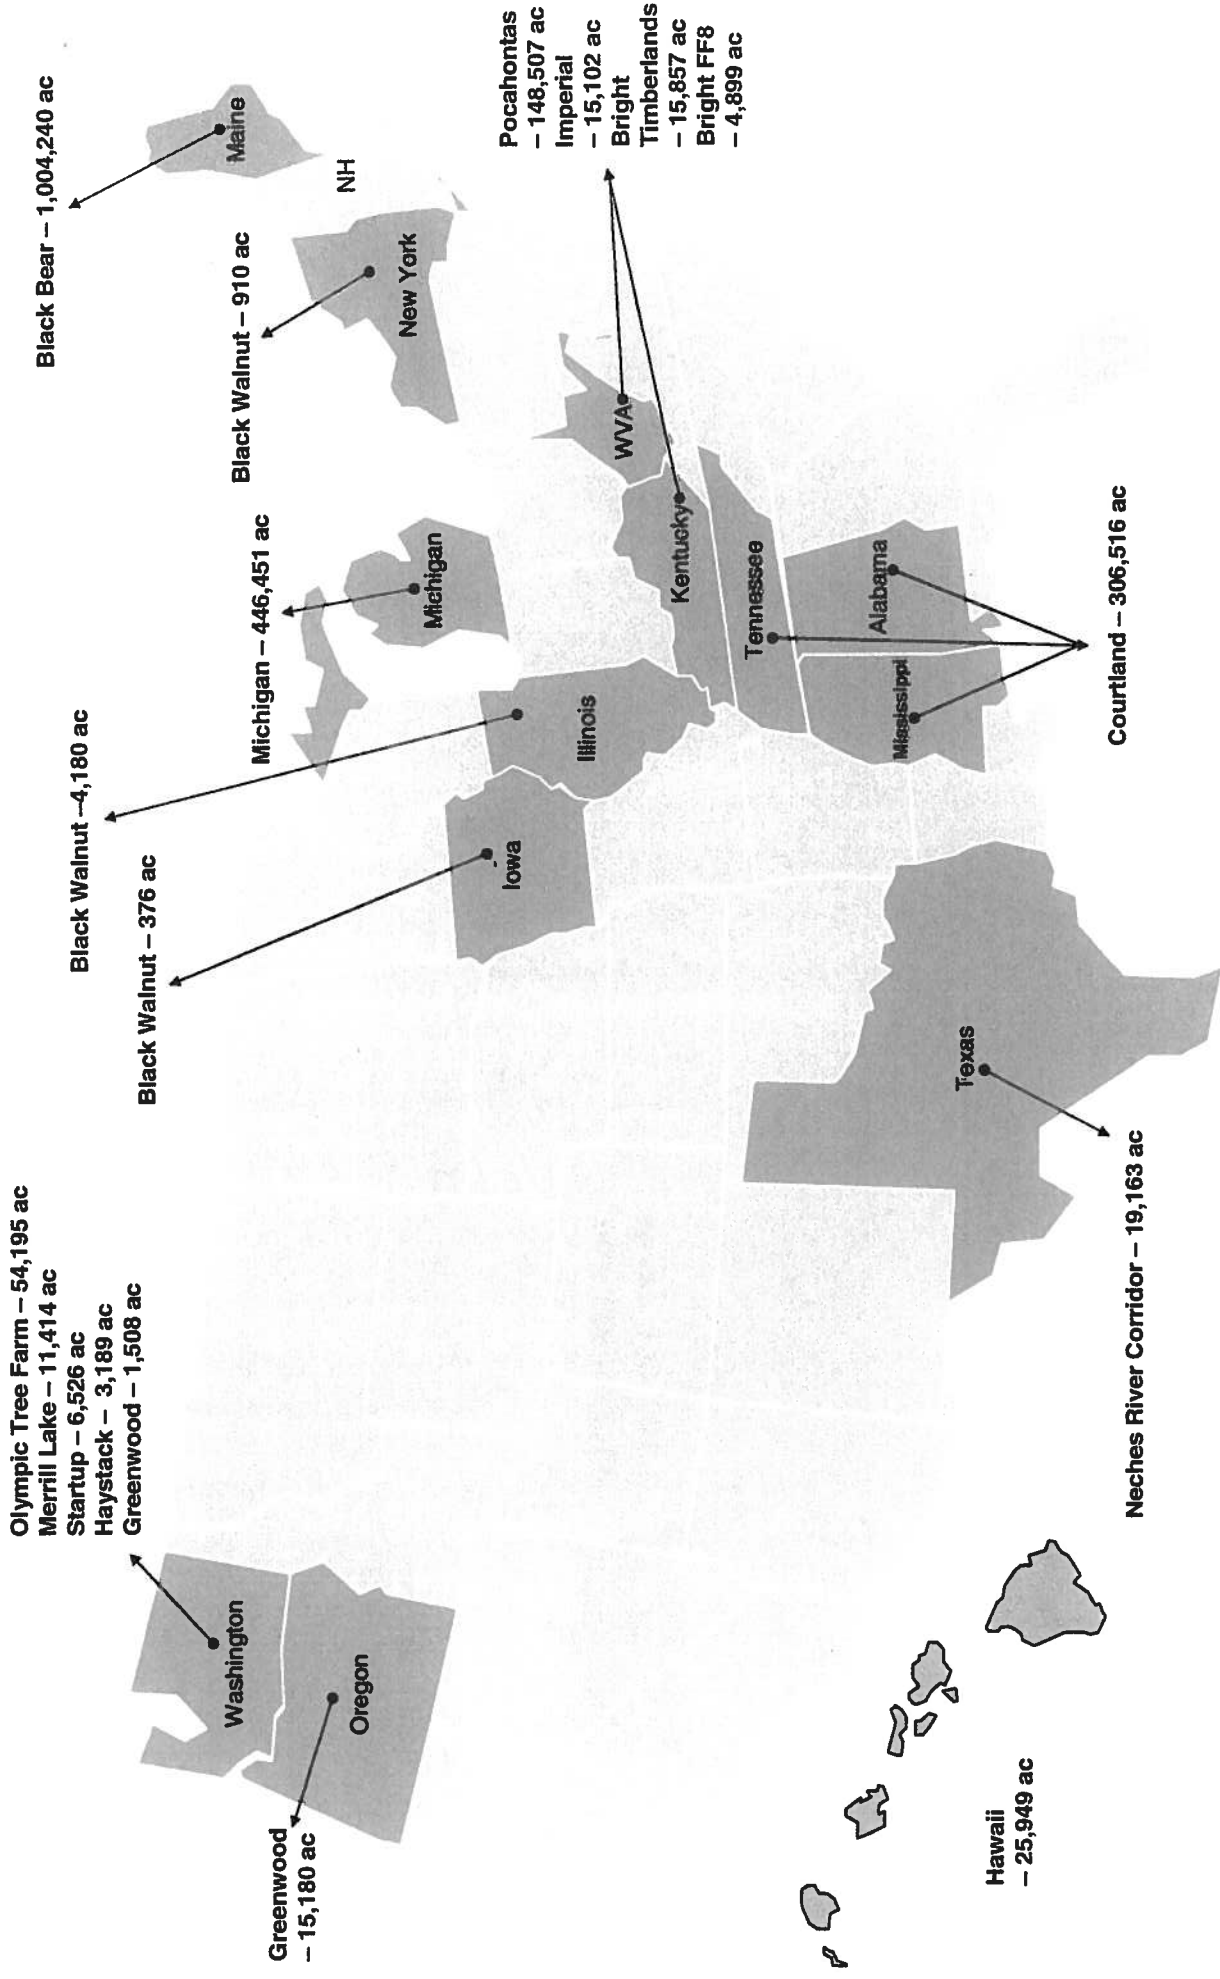 Olympic Tree Farm – 54,195 ac
Merrill Lake – 11,414 ac
Startup – 6,526 ac
Haystack – 3,189 ac
Greenwood – 1,508 ac
Washington
Greenwood
– 15,180 ac
Oregon
Black Walnut – 376 ac
Iowa
Black Walnut –4,180 ac
Illinois
Michigan – 446,451 ac
Michigan
Black Walnut – 910 ac
New York
Black Bear – 1,004,240 ac
Maine
NH
Pocahontas
– 148,507 ac
Imperial
– 15,102 ac
Bright
Timberlands
– 15,857 ac
Bright FF8
– 4,899 ac
WVA
Kentucky
Tennessee
Alabama
Mississippi
Courtland – 306,516 ac
Texas
Neches River Corridor – 19,163 ac
Hawaii
– 25,949 ac